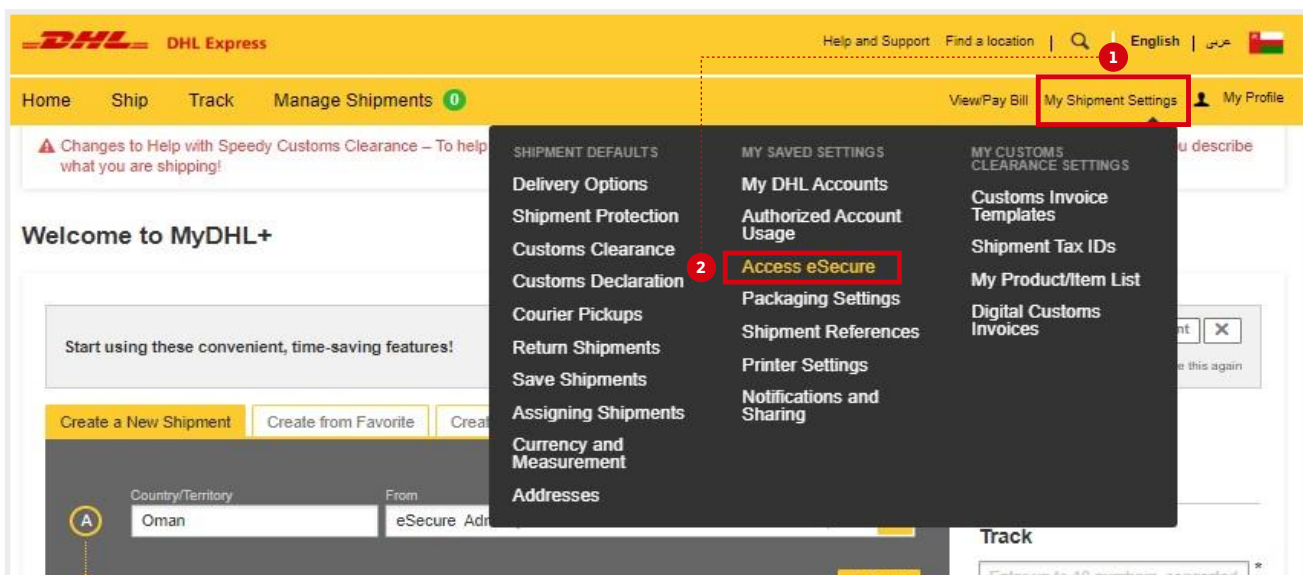 DHL DHL Express
Help and Support Find a location | English | عربى
1
Home Ship Track Manage Shipments 0
View/Pay Bill My Shipment Settings My Profile
Changes to Help with Speedy Customs Clearance – To help
u describe
what you are shipping!
Welcome to MyDHL+
SHIPMENT DEFAULTS
Delivery Options
Shipment Protection
Customs Clearance
Customs Declaration
Courier Pickups
Return Shipments
Save Shipments
Assigning Shipments
Currency and
Measurement
Addresses
MY SAVED SETTINGS
My DHL Accounts
Authorized Account
Usage
2 Access eSecure
Packaging Settings
Shipment References
Printer Settings
Notifications and
Sharing
MY CUSTOMS
CLEARANCE SETTINGS
Customs Invoice
Templates
Shipment Tax IDs
My Product/Item List
Digital Customs
Invoices
Start using these convenient, time-saving features!
nt
e this again
Create a New Shipment Create from Favorite Creat
Country/Territory From
A Oman eSecure Adm
Track
*